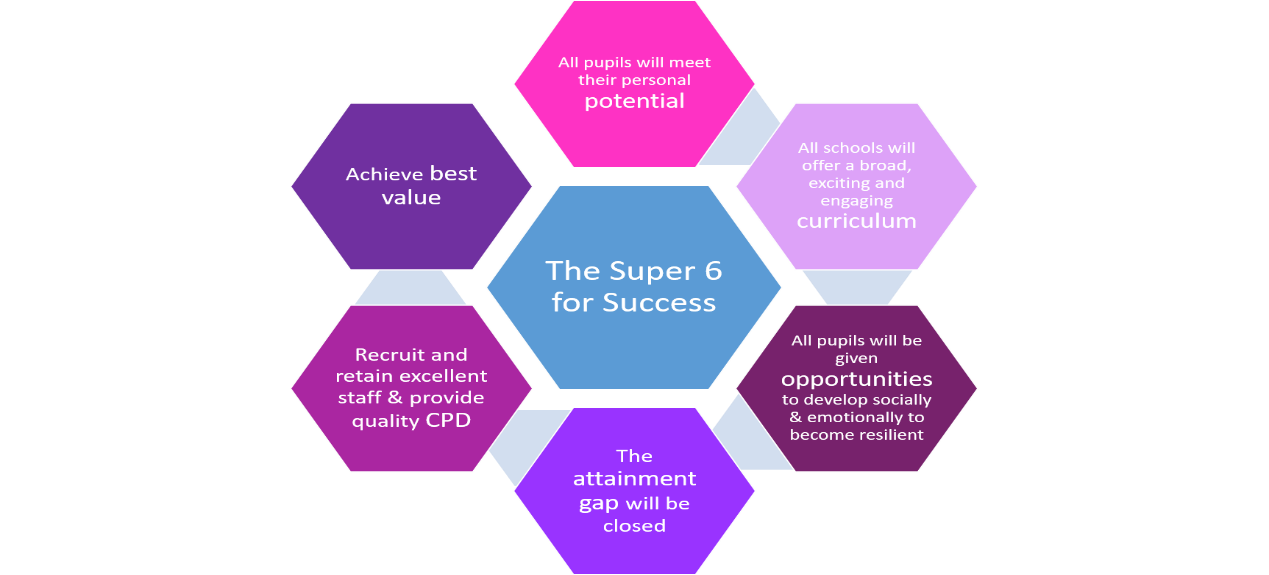 All pupils will meet
their personal
potential
All schools will
offer a broad,
exciting and
engaging
curriculum
All pupils will be
given
opportunities
to develop socially
& emotionally to
become resilient
The
attainment
gap will be
closed
Recruit and
retain excellent
staff & provide
quality CPD
Achieve best
value
The Super 6
for Success